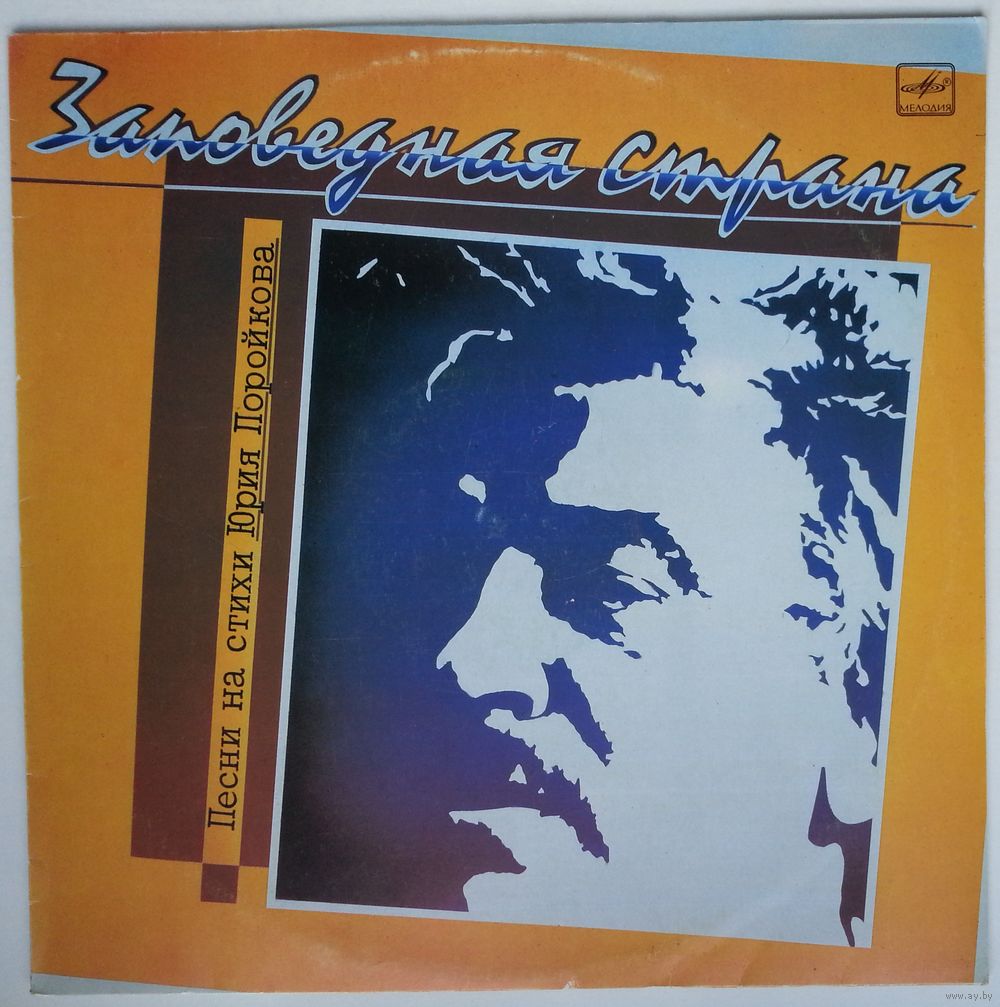 Заповедная страна
МЕЛОДИЯ
Песни на стихи Юрия Поройкова
www.ay.by